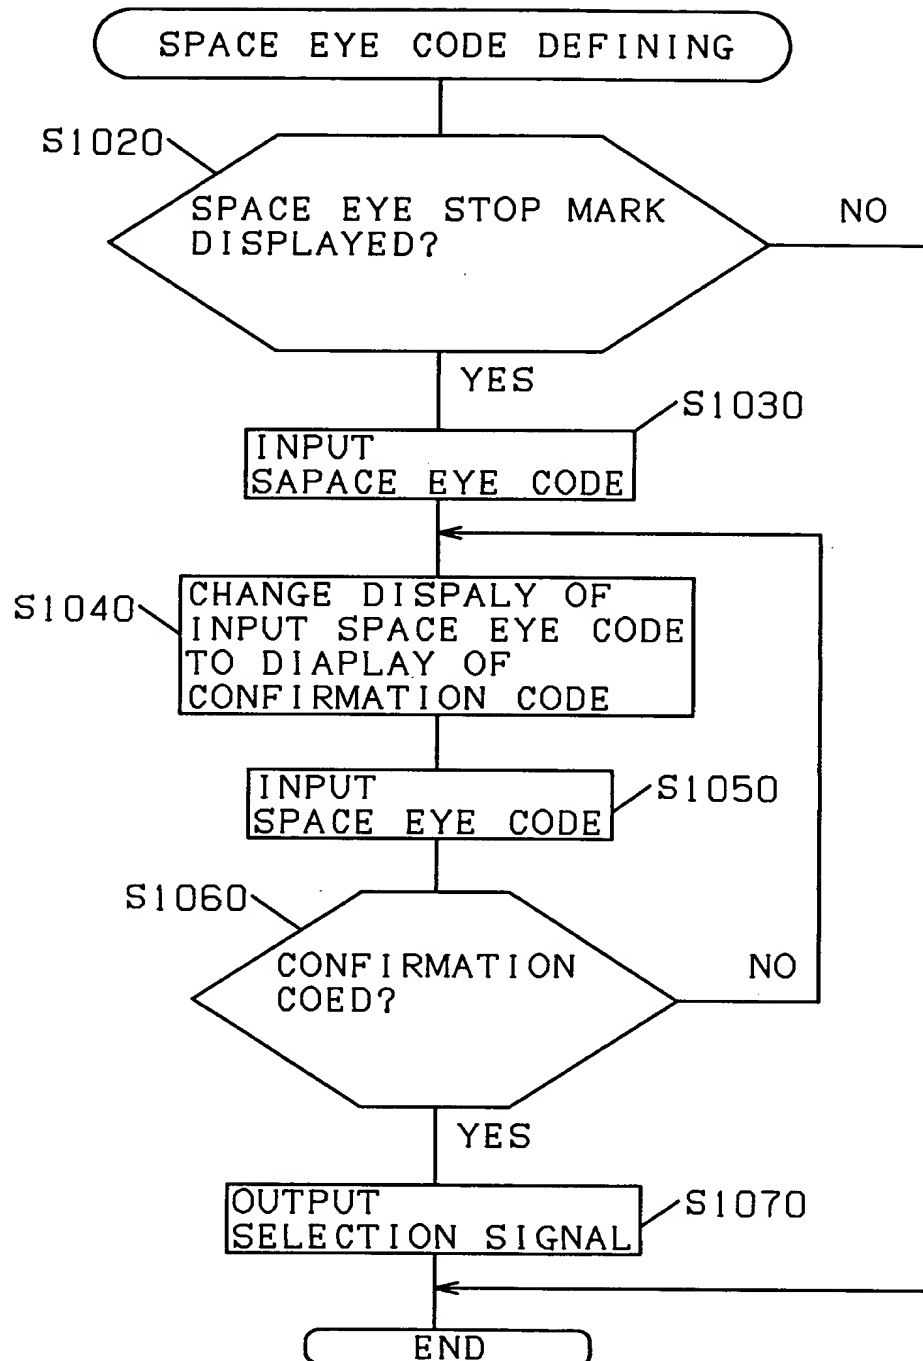 SPACE EYE CODE DEFINING
S1020
SPACE EYE STOP MARK
DISPLAYED?
NO
YES
S1030
INPUT
SAPACE EYE CODE
S1040
CHANGE DISPALY OF
INPUT SPACE EYE CODE
TO DIAPLAY OF
CONFIRMATION CODE
INPUT
SPACE EYE CODE
S1050
S1060
CONFIRMATION
COED?
NO
YES
OUTPUT
SELECTION SIGNAL
S1070
END